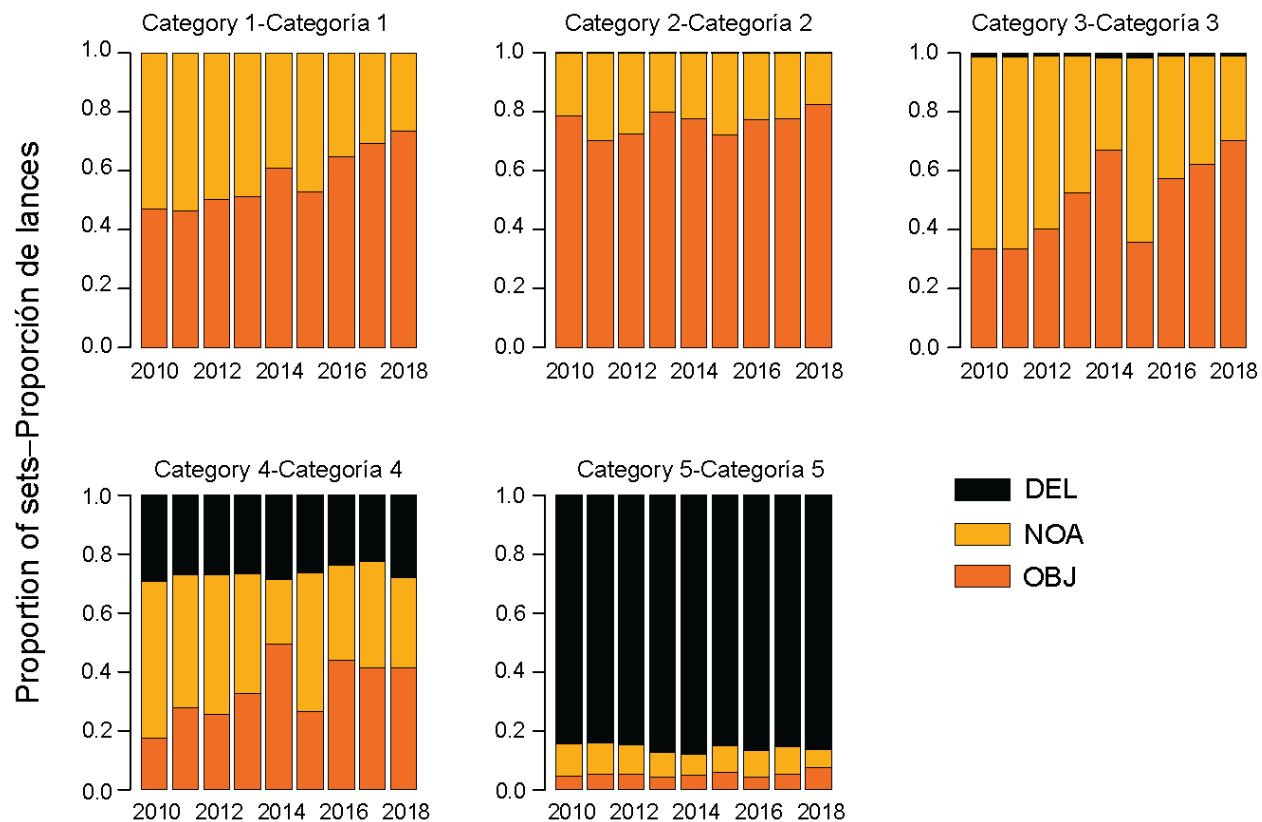 Proportion of sets–Proporción de lances
Category 1-Categoría 1
1.0
0.8
0.6
0.4
0.2
0.0
2010 2012 2014 2016 2018
Category 2-Categoría 2
1.0
0.8
0.6
0.4
0.2
0.0
2010 2012 2014 2016 2018
Category 3-Categoría 3
1.0
0.8
0.6
0.4
0.2
0.0
2010 2012 2014 2016 2018
Category 4-Categoría 4
1.0
0.8
0.6
0.4
0.2
0.0
2010 2012 2014 2016 2018
Category 5-Categoría 5
1.0
0.8
0.6
0.4
0.2
0.0
2010 2012 2014 2016 2018
DEL
NOA
OBJ